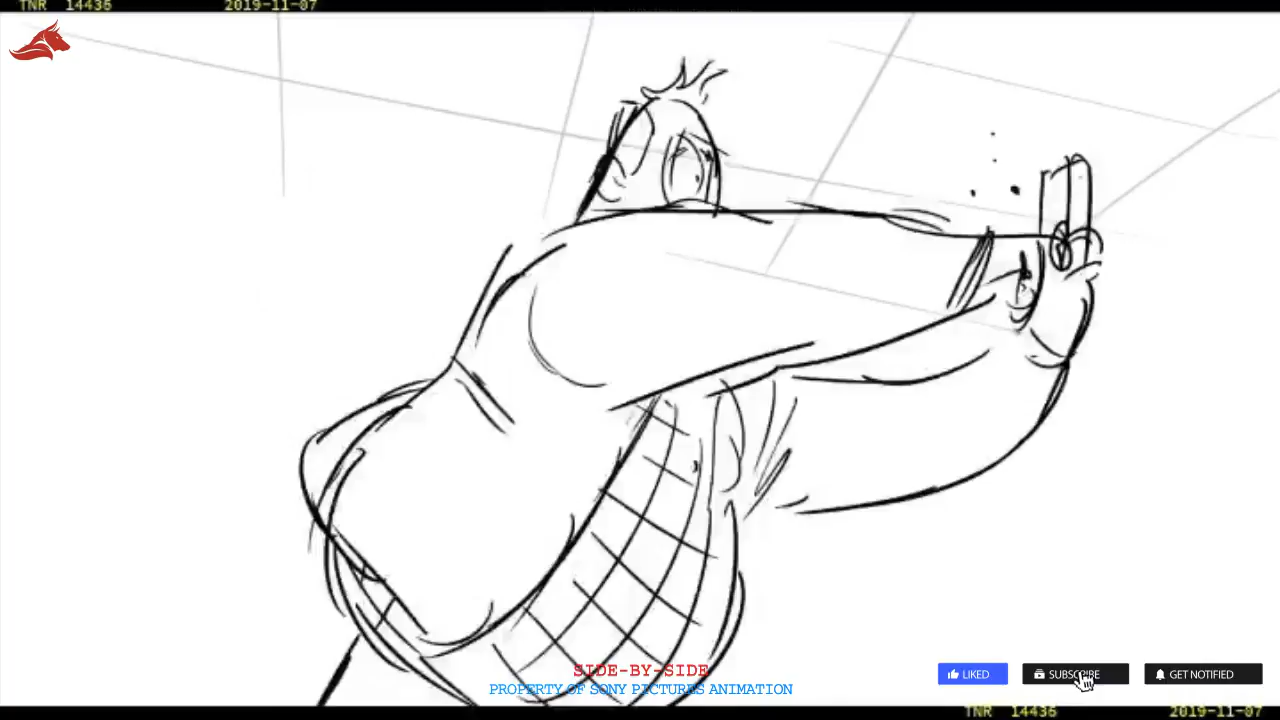 TNR 14436 2019-11-07
SIDE-BY-SIDE
PROPERTY OF SONY PICTURES ANIMATION
LIKED SUBSCRIBE GET NOTIFIED
TNR 14436 2019-11-07